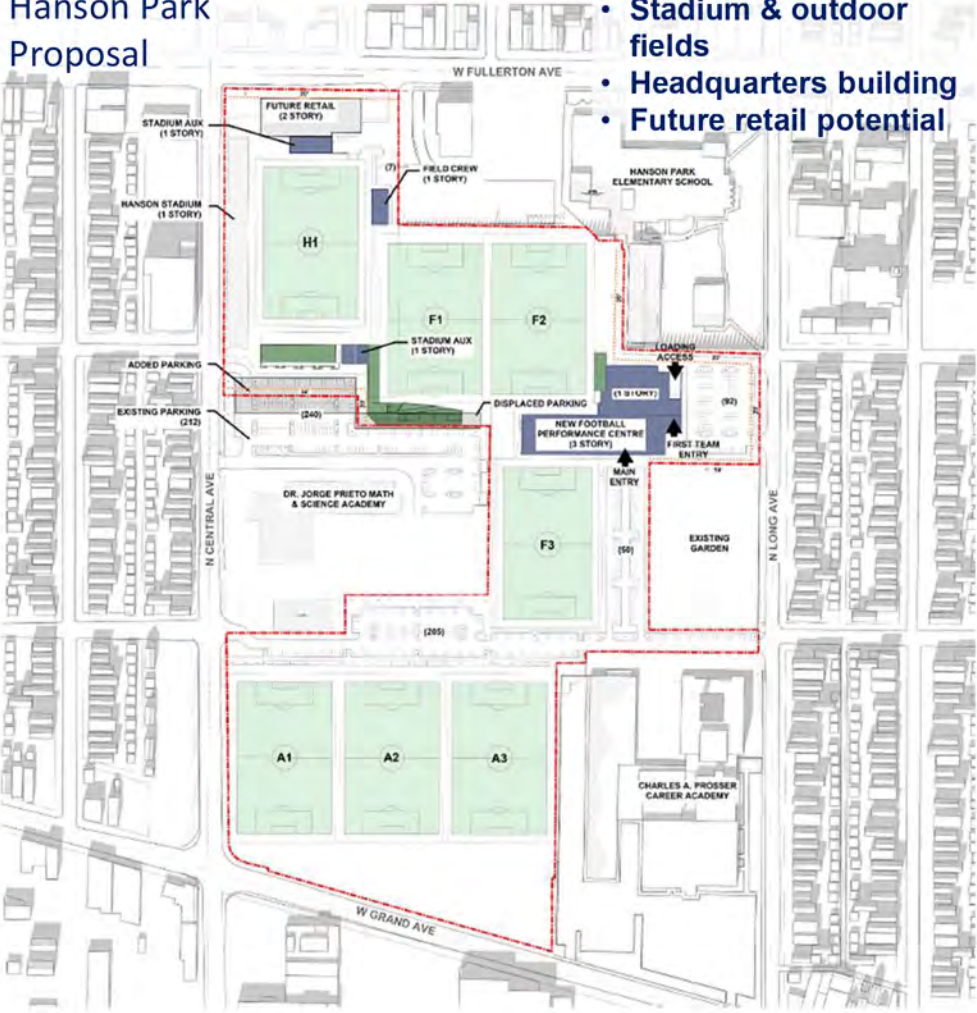 Hanson Park
Proposal
• Stadium & outdoor
fields
• Headquarters building
• Future retail potential
W FULLERTON AVE
FUTURE RETAIL
(2 STORY)
STADIUM AUX
(1 STORY)
(7)
FIELD CREW
(1 STORY)
HANSON PARK
ELEMENTARY SCHOOL
HANSON STADIUM
(1 STORY)
H1
F1
F2
STADIUM AUX
(1 STORY)
LOADING
ACCESS
ADDED PARKING
(1 STORY)
(92)
DISPLACED PARKING
EXISTING PARKING
(212)
(240)
NEW FOOTBALL
PERFORMANCE CENTRE
(3 STORY)
FIRST TEAM
ENTRY
MAIN
ENTRY
DR. JORGE PRIETO MATH
& SCIENCE ACADEMY
N CENTRAL AVE
N LONG AVE
F3
(50)
EXISTING
GARDEN
(205)
A1
A2
A3
CHARLES A. PROSSER
CAREER ACADEMY
W GRAND AVE